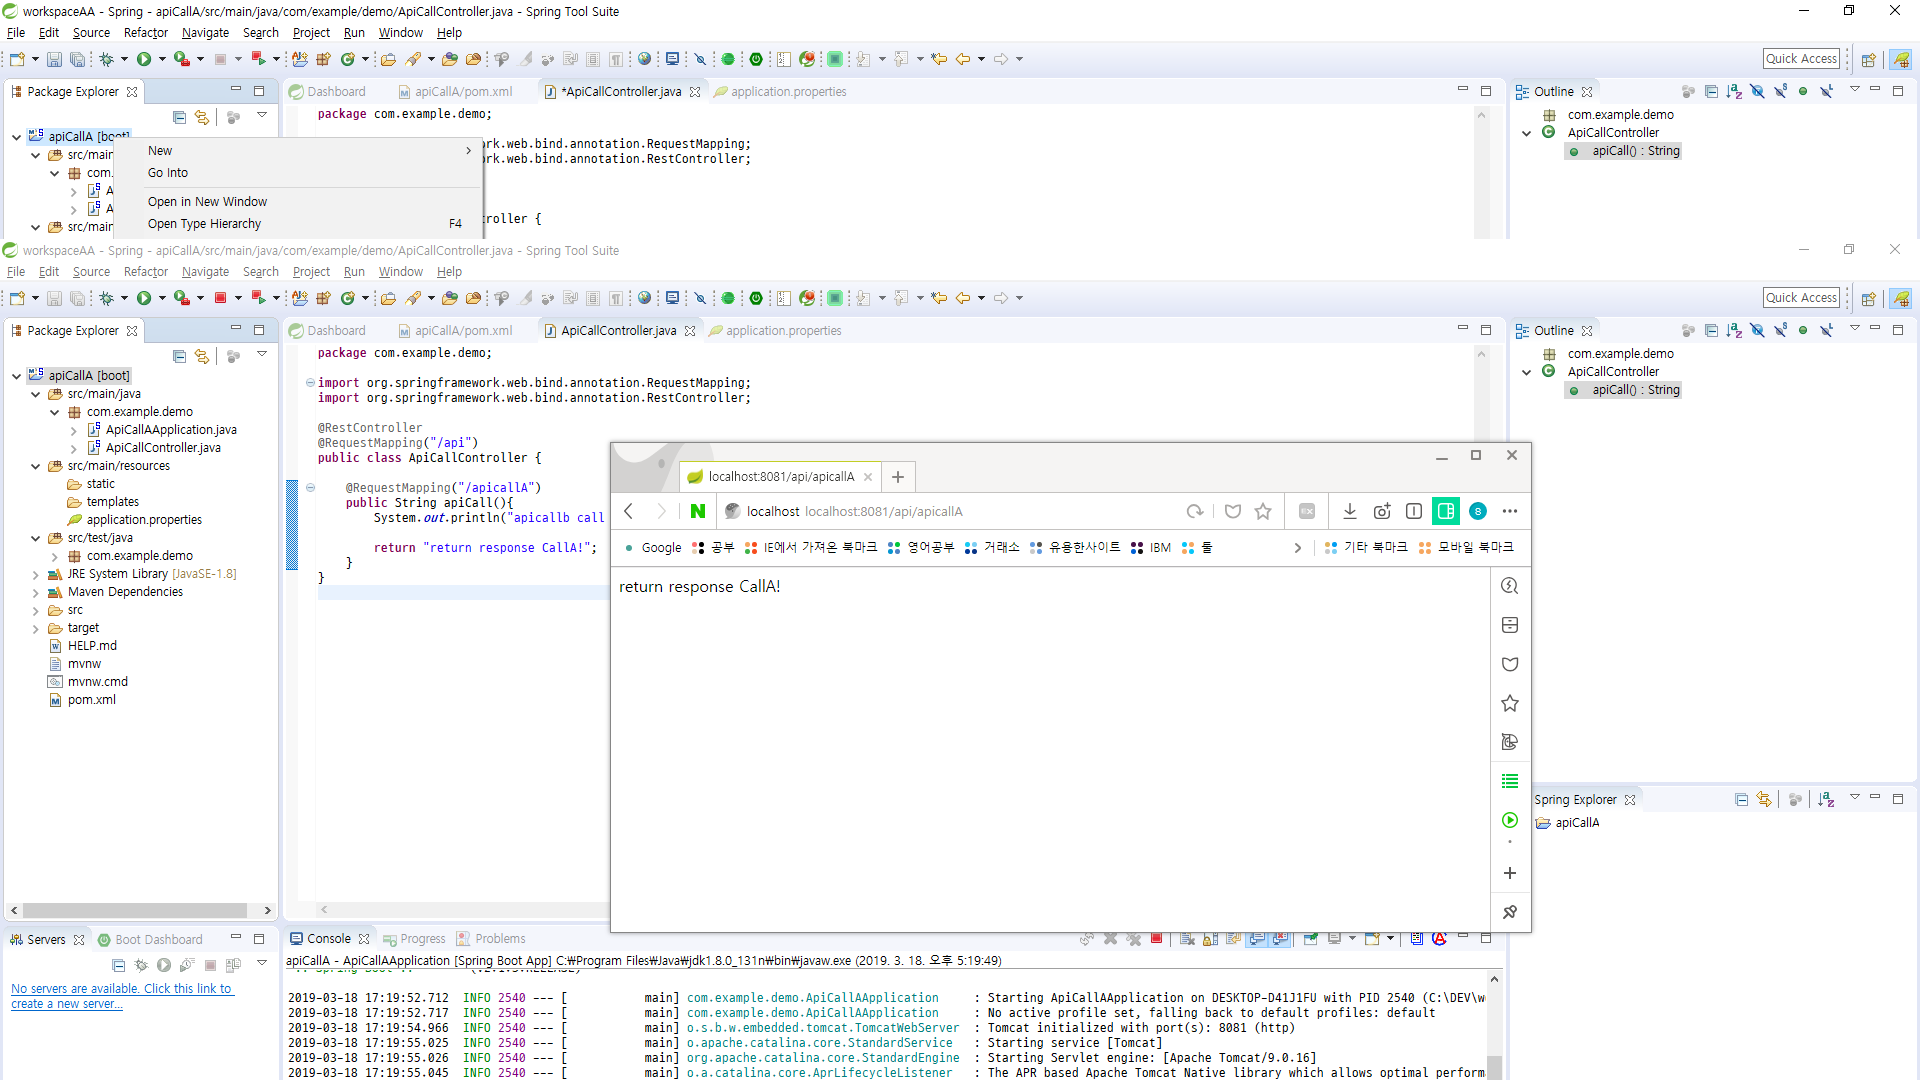 workspaceAA - Spring - apiCallA/src/main/java/com/example/demo/ApiCallController.java - Spring Tool Suite
File Edit Source Refactor Navigate Search Project Run Window Help
Quick Access
Package Explorer
Dashboard apiCallA/pom.xml *ApiCallController.java application.properties
Outline
apiCallA [boot]
src/main
com.
A
A
src/main
New
Go Into
Open in New Window
Open Type Hierarchy F4
package com.example.demo;
rk.web.bind.annotation.RequestMapping;
rk.web.bind.annotation.RestController;
troller {
com.example.demo
ApiCallController
apiCall() : String
workspaceAA - Spring - apiCallA/src/main/java/com/example/demo/ApiCallController.java - Spring Tool Suite
File Edit Source Refactor Navigate Search Project Run Window Help
Quick Access
Package Explorer
Dashboard apiCallA/pom.xml ApiCallController.java application.properties
Outline
apiCallA [boot]
src/main/java
com.example.demo
ApiCallAApplication.java
ApiCallController.java
src/main/resources
static
templates
application.properties
src/test/java
com.example.demo
JRE System Library [JavaSE-1.8]
Maven Dependencies
src
target
HELP.md
mvnw
mvnw.cmd
pom.xml
package com.example.demo;
import org.springframework.web.bind.annotation.RequestMapping;
import org.springframework.web.bind.annotation.RestController;
@RestController
@RequestMapping("/api")
public class ApiCallController {
@RequestMapping("/apicallA")
public String apiCall(){
System.out.println("apicallb call
return "return response CallA!";
}
}
com.example.demo
ApiCallController
apiCall() : String
localhost:8081/api/apicallA
N localhost localhost:8081/api/apicallA 8
Google 공부 IE에서 가져온 북마크 영어공부 거래소 유용한사이트 IBM 툴 기타 북마크 모바일 북마크
return response CallA!
Spring Explorer
apiCallA
Servers Boot Dashboard
No servers are available. Click this link to
create a new server...
Console Progress Problems
apiCallA - ApiCallAApplication [Spring Boot App] C:₩Program Files₩Java₩jdk1.8.0_131n₩bin₩javaw.exe (2019. 3. 18. 오후 5:19:49)
2019-03-18 17:19:52.712 INFO 2540 --- [ main] com.example.demo.ApiCallAApplication : Starting ApiCallAApplication on DESKTOP-D41J1FU with PID 2540 (C:\DEV\w
2019-03-18 17:19:52.717 INFO 2540 --- [ main] com.example.demo.ApiCallAApplication : No active profile set, falling back to default profiles: default
2019-03-18 17:19:54.966 INFO 2540 --- [ main] o.s.b.w.embedded.tomcat.TomcatWebServer : Tomcat initialized with port(s): 8081 (http)
2019-03-18 17:19:55.025 INFO 2540 --- [ main] o.apache.catalina.core.StandardService : Starting service [Tomcat]
2019-03-18 17:19:55.026 INFO 2540 --- [ main] org.apache.catalina.core.StandardEngine : Starting Servlet engine: [Apache Tomcat/9.0.16]
2019-03-18 17:19:55.045 INFO 2540 --- [ main] o.a.catalina.core.AprLifecycleListener : The APR based Apache Tomcat Native library which allows optimal perform